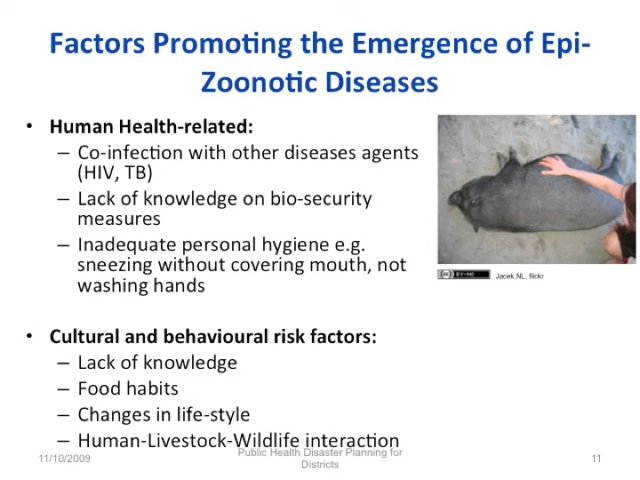 Factors Promoting the Emergence of Epi-
Zoonotic Diseases
• Human Health-related:
– Co-infection with other diseases agents
(HIV, TB)
– Lack of knowledge on bio-security
measures
– Inadequate personal hygiene e.g.
sneezing without covering mouth, not
washing hands
(cc) BY-NC Jacek NL, flickr
• Cultural and behavioural risk factors:
– Lack of knowledge
– Food habits
– Changes in life-style
– Human-Livestock-Wildlife interaction
11/10/2009
Public Health Disaster Planning for
Districts
11